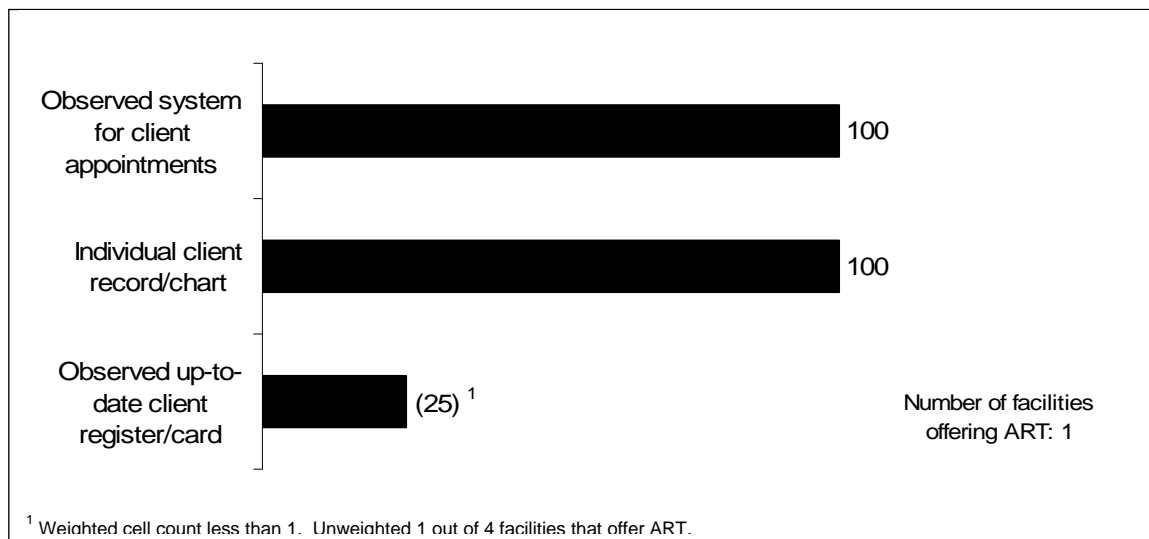 Observed system
for client
appointments
100
Individual client
record/chart
100
Observed up-to-
date client
register/card
(25) 1
Number of facilities
offering ART: 1
1 Weighted cell count less than 1. Unweighted 1 out of 4 facilities that offer ART.